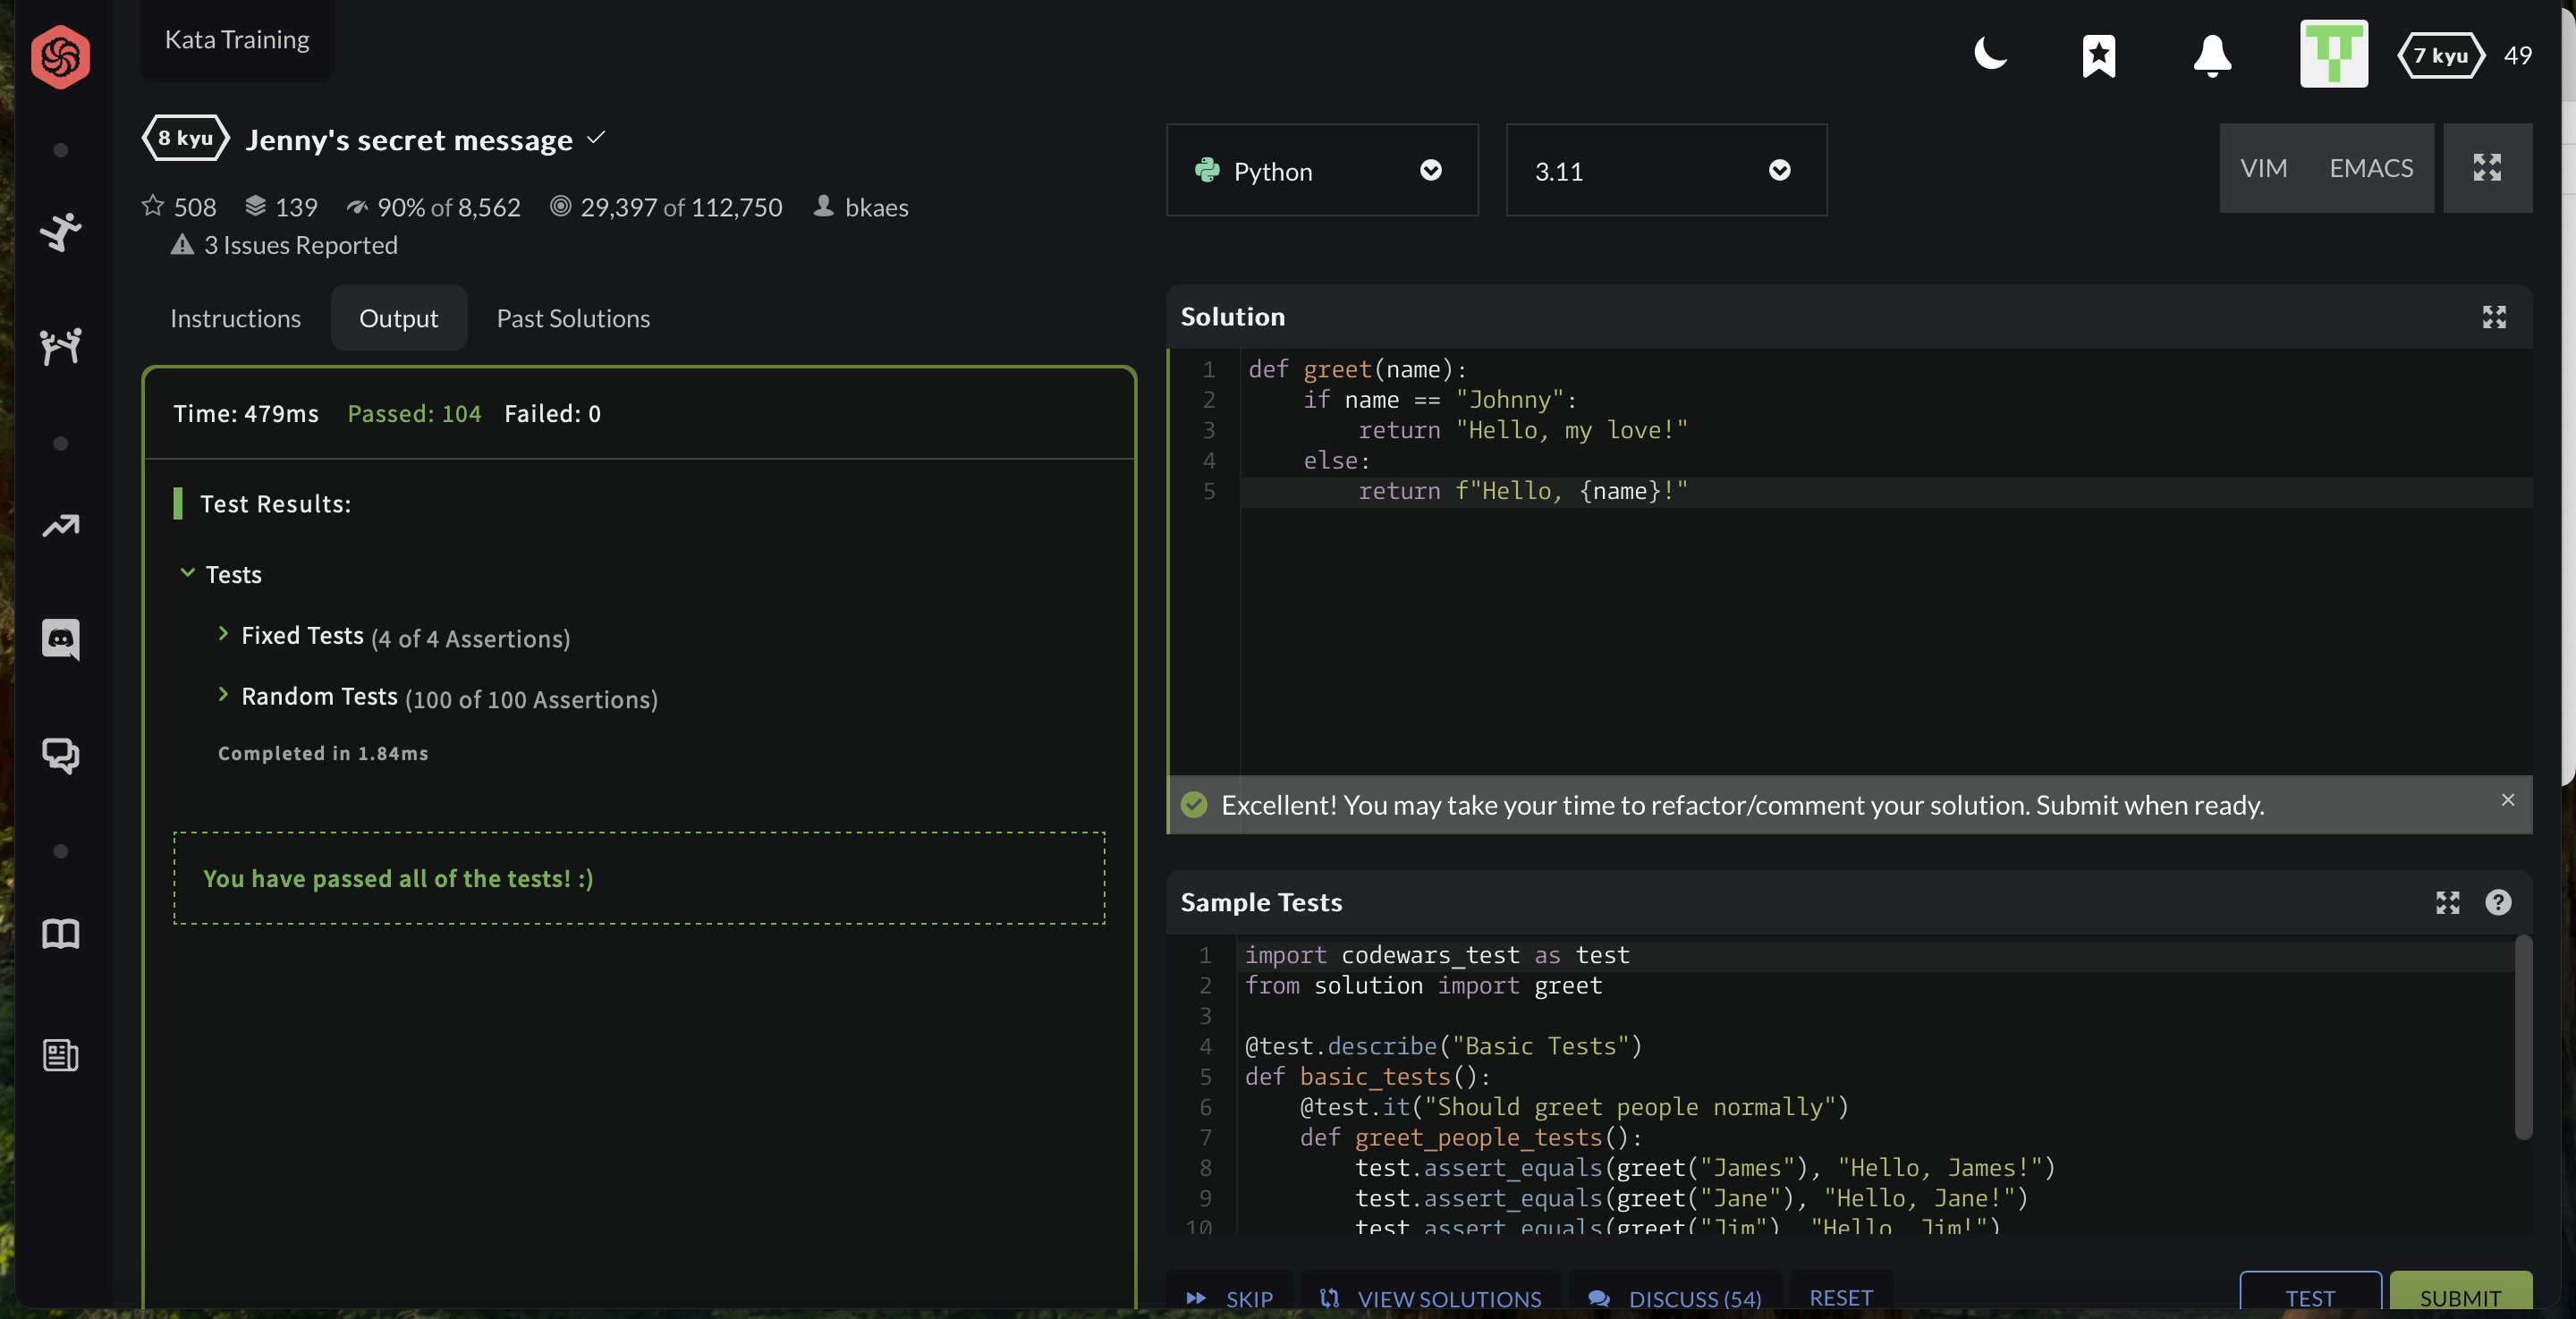 Kata Training
7 kyu 49
8 kyu Jenny's secret message
508 139 90% of 8,562 29,397 of 112,750 bkaes
3 Issues Reported
Python
3.11
VIM EMACS
Instructions Output Past Solutions
Time: 479ms Passed: 104 Failed: 0
Test Results:
Tests
Fixed Tests (4 of 4 Assertions)
Random Tests (100 of 100 Assertions)
Completed in 1.84ms
You have passed all of the tests! :)
Solution
1 def greet(name):
2     if name == "Johnny":
3         return "Hello, my love!"
4     else:
5         return f"Hello, {name}!"
Excellent! You may take your time to refactor/comment your solution. Submit when ready.
Sample Tests
1 import codewars_test as test
2 from solution import greet
3
4 @test.describe("Basic Tests")
5 def basic_tests():
6     @test.it("Should greet people normally")
7     def greet_people_tests():
8         test.assert_equals(greet("James"), "Hello, James!")
9         test.assert_equals(greet("Jane"), "Hello, Jane!")
10         test.assert_equals(greet("Jim"), "Hello, Jim!")
SKIP VIEW SOLUTIONS DISCUSS (54) RESET TEST SUBMIT